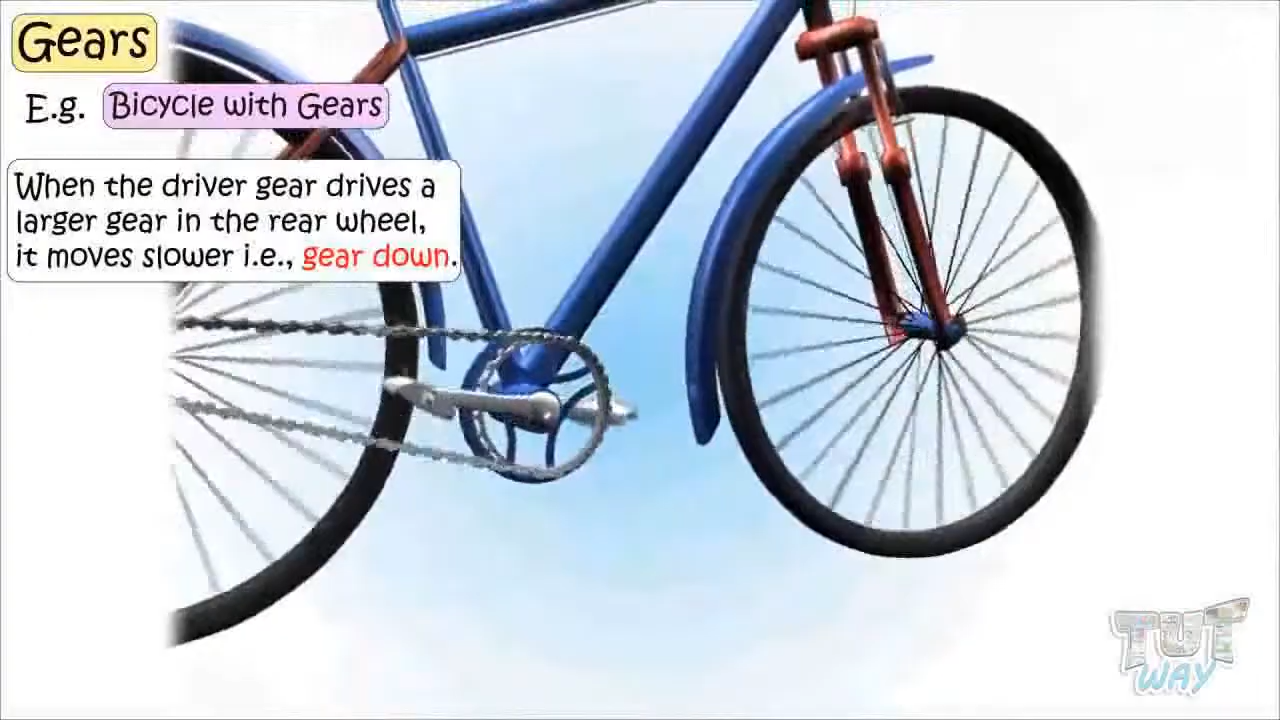 Gears
E.g. Bicycle with Gears
When the driver gear drives a
larger gear in the rear wheel,
it moves slower i.e., gear down.
TUT
WAY